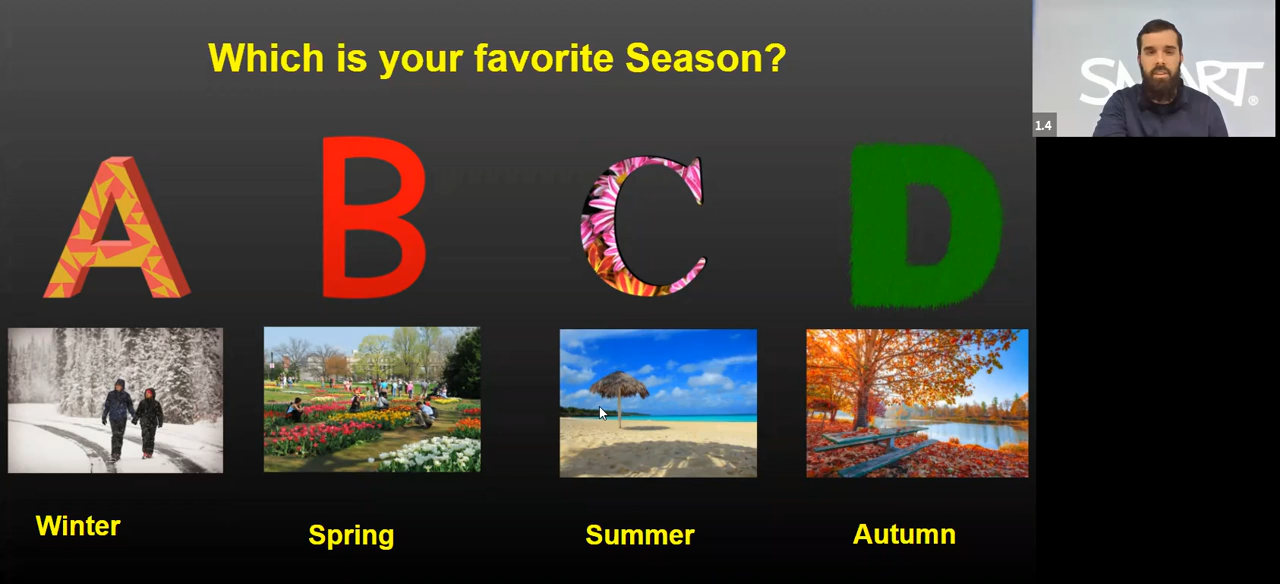 Which is your favorite Season?
SMART®
1.4
A B C D
Winter Spring Summer Autumn